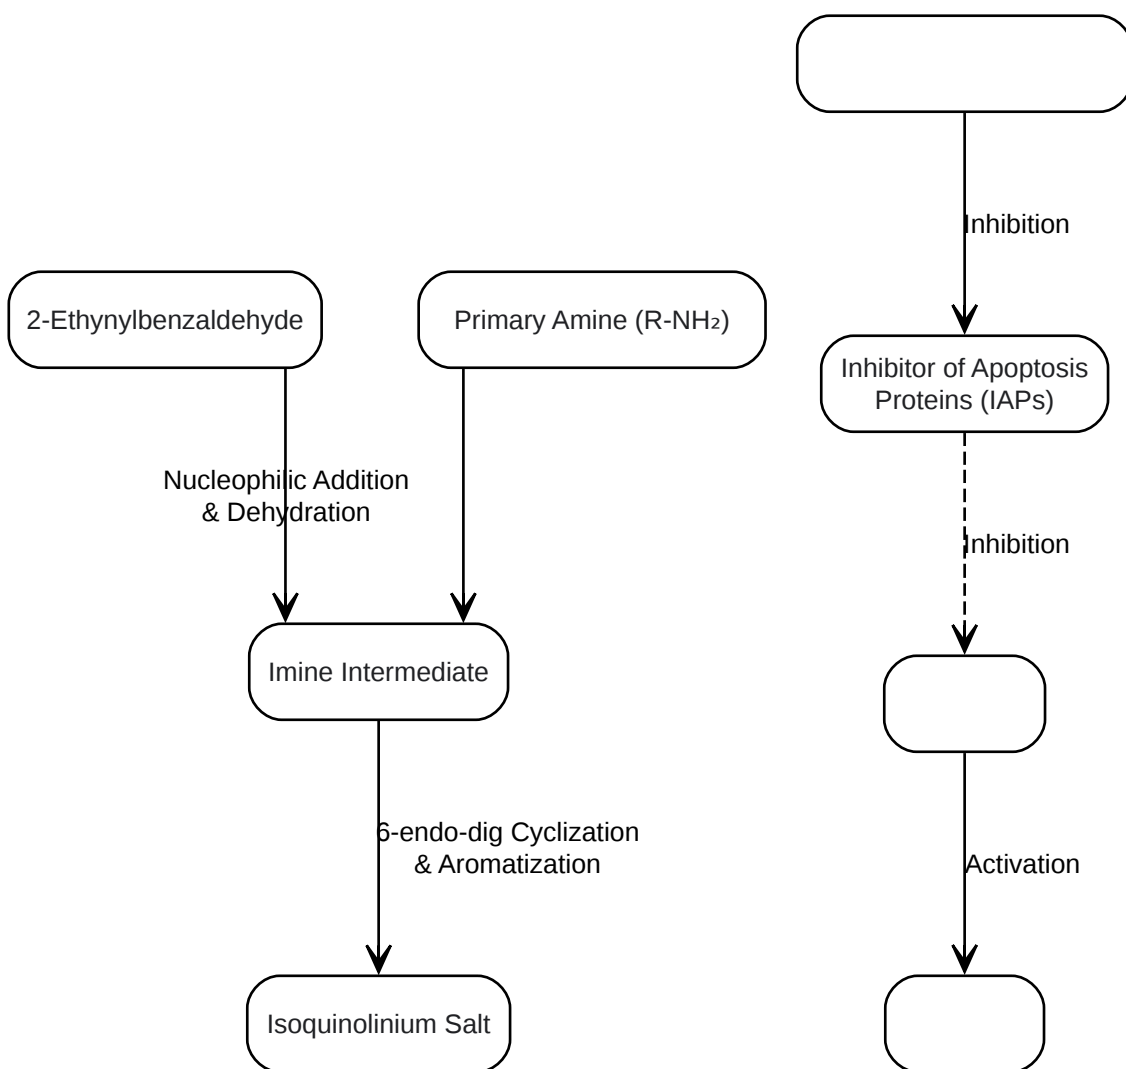 Inhibition
2-Ethynylbenzaldehyde
Primary Amine (R-NH₂)
Inhibitor of Apoptosis
Proteins (IAPs)
Nucleophilic Addition
& Dehydration
Inhibition
Imine Intermediate
6-endo-dig Cyclization
& Aromatization
Activation
Isoquinolinium Salt